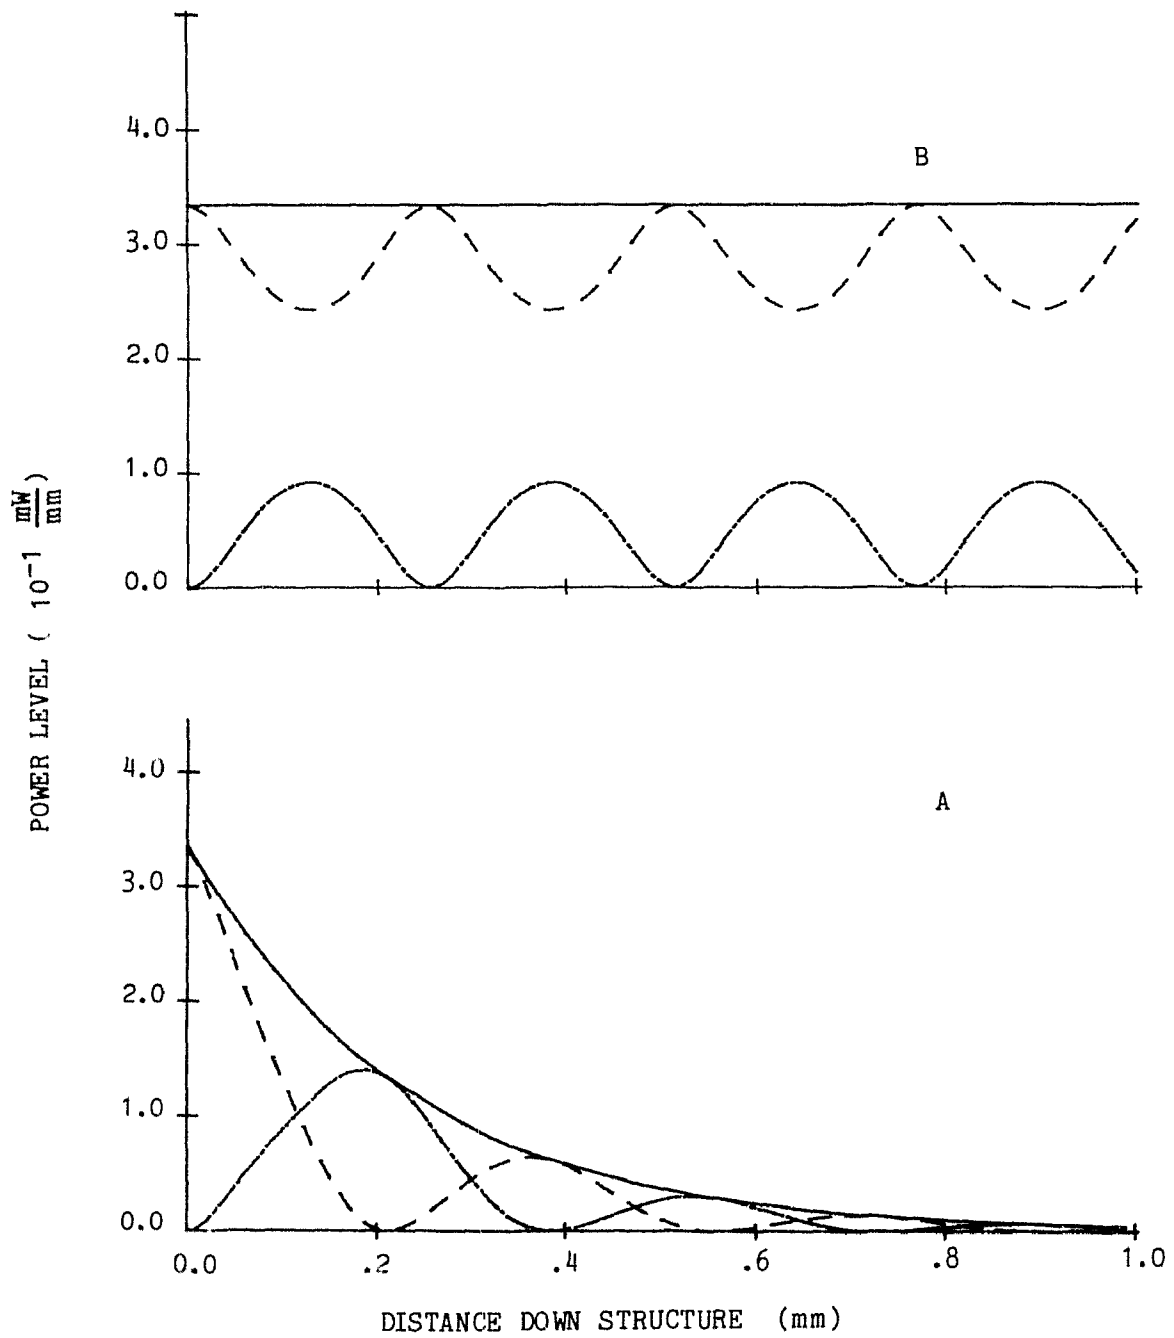 4.0
B
3.0
2.0
1.0
0.0
POWER LEVEL ( 10⁻¹ mW/mm )
4.0
A
3.0
2.0
1.0
0.0
0.0 .2 .4 .6 .8 1.0
DISTANCE DOWN STRUCTURE (mm)